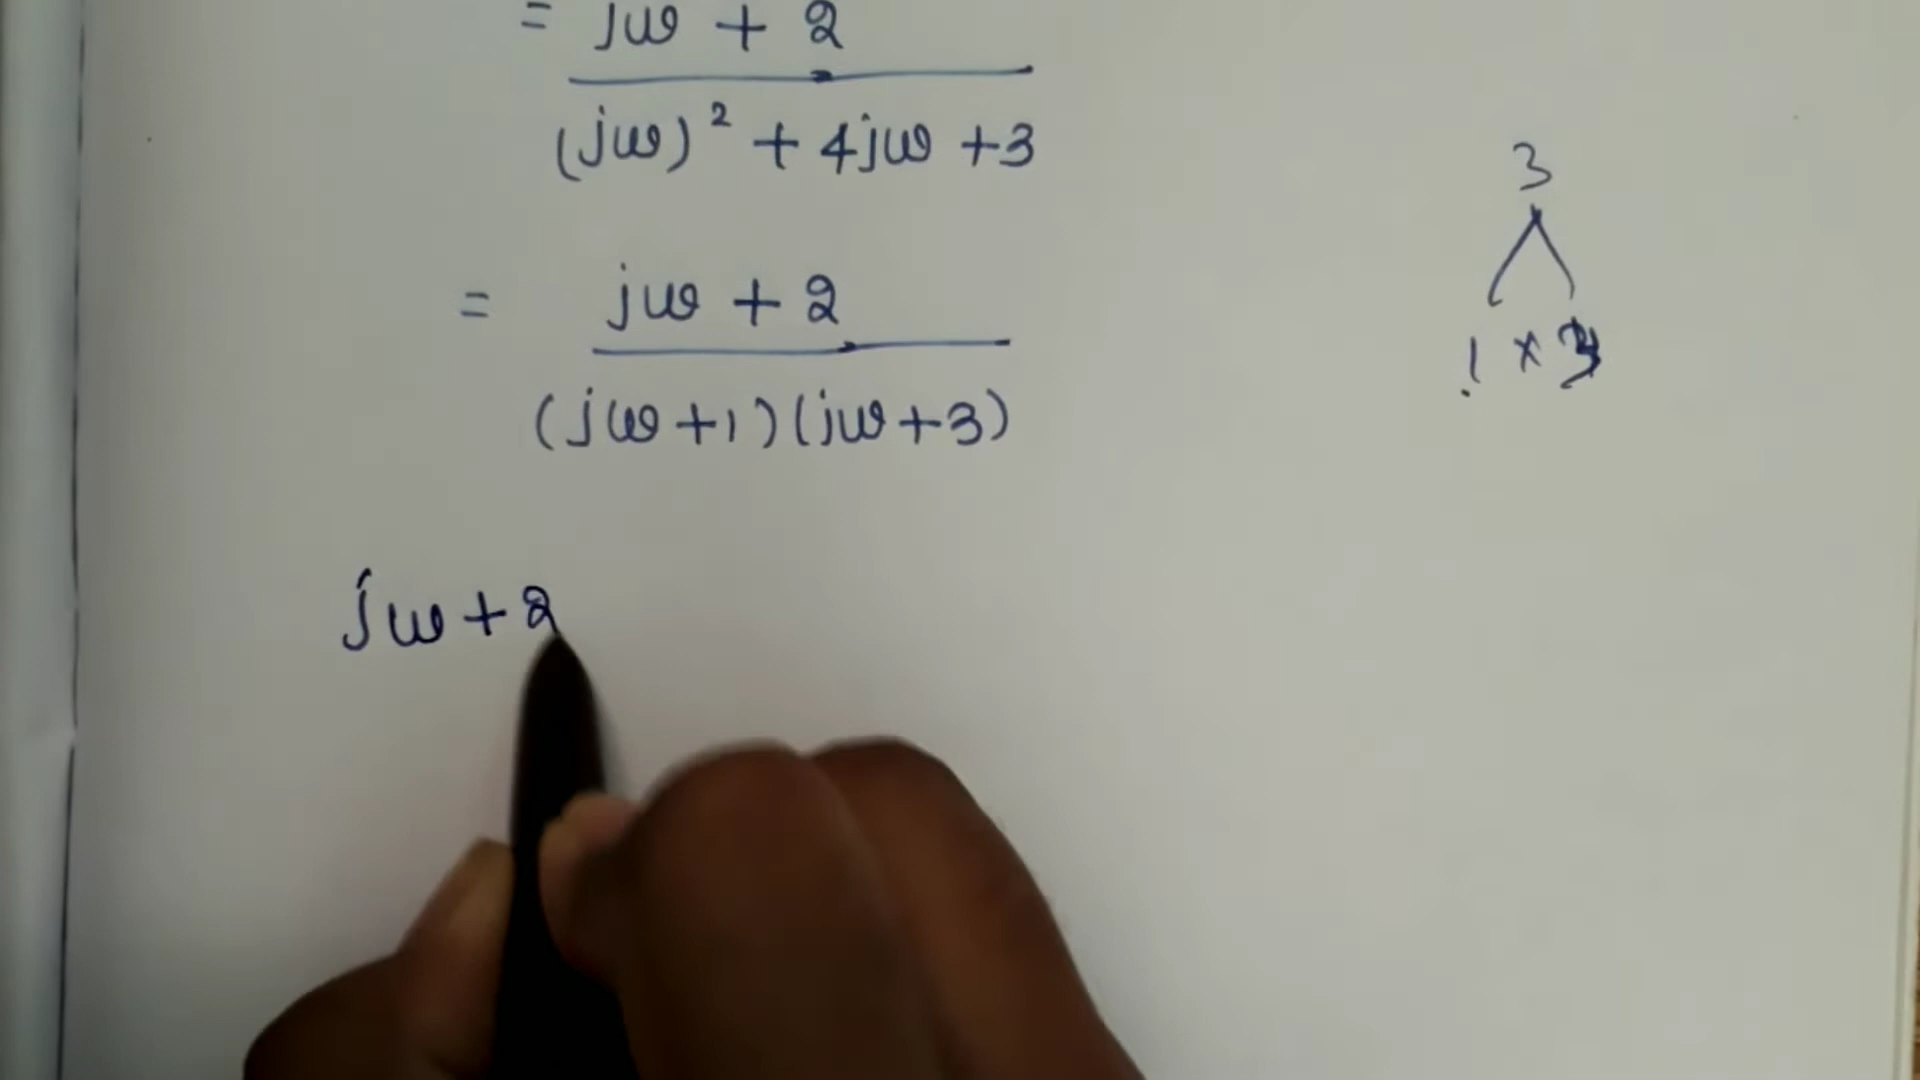 = jω + 2
(jω)² + 4jω + 3
3
= jω + 2
1 × 3
(jω+1)(jω+3)
jω+2